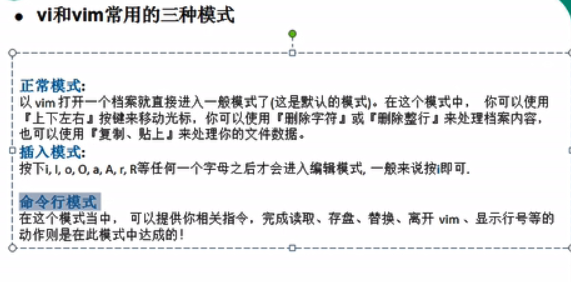 • vi和vim常用的三种模式
正常模式:
以 vim 打开一个档案就直接进入一般模式了(这是默认的模式)。在这个模式中， 你可以使用
『上下左右』按键来移动光标，你可以使用『删除字符』或『删除整行』来处理档案内容，
也可以使用『复制、贴上』来处理你的文件数据。
插入模式:
按下i, I, o, O, a, A, r, R等任何一个字母之后才会进入编辑模式, 一般来说按i即可.
命令行模式
在这个模式当中， 可以提供你相关指令，完成读取、存盘、替换、离开 vim 、显示行号等的
动作则是在此模式中达成的！